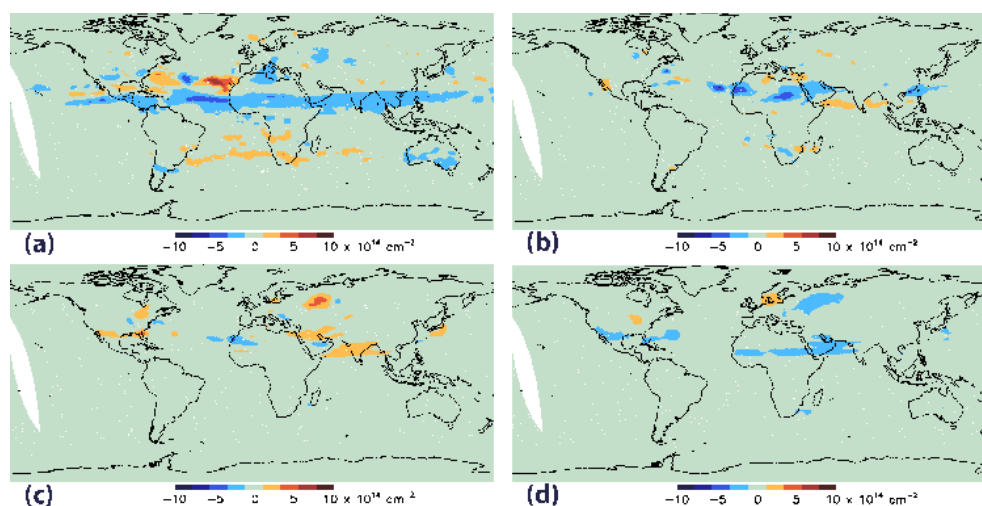 (a) -10 -5 0 5 10 x 10¹⁴ cm⁻²
(b) -10 -5 0 5 10 x 10¹⁴ cm⁻²
(c) -10 -5 0 5 10 x 10¹⁴ cm⁻²
(d) -10 -5 0 5 10 x 10¹⁴ cm⁻²